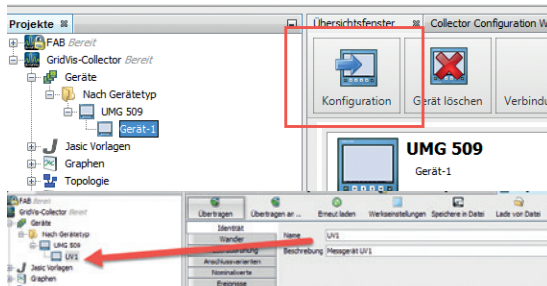 Projekte
Übersichtsfenster
Collector Configuration W
FAB Bereit
GridVis-Collector Bereit
Geräte
Nach Gerätetyp
UMG 509
Gerät-1
Jasic Vorlagen
Graphen
Topologie
Konfiguration
Gerät löschen
Verbindu
UMG 509
Gerät-1
FAB Bereit
GridVis-Collector Bereit
Geräte
Nach Gerätetyp
UMG 509
UV1
Jasic Vorlagen
Graphen
Übertragen
Übertragen an ...
Erneut laden
Werkseinstellungen
Speichere in Datei
Lade vor Datei
Identität
Wandler
Anschlussvarianten
Nominalwerte
Ereignisse
Name
UV1
Beschreibung
Messgerät UV1